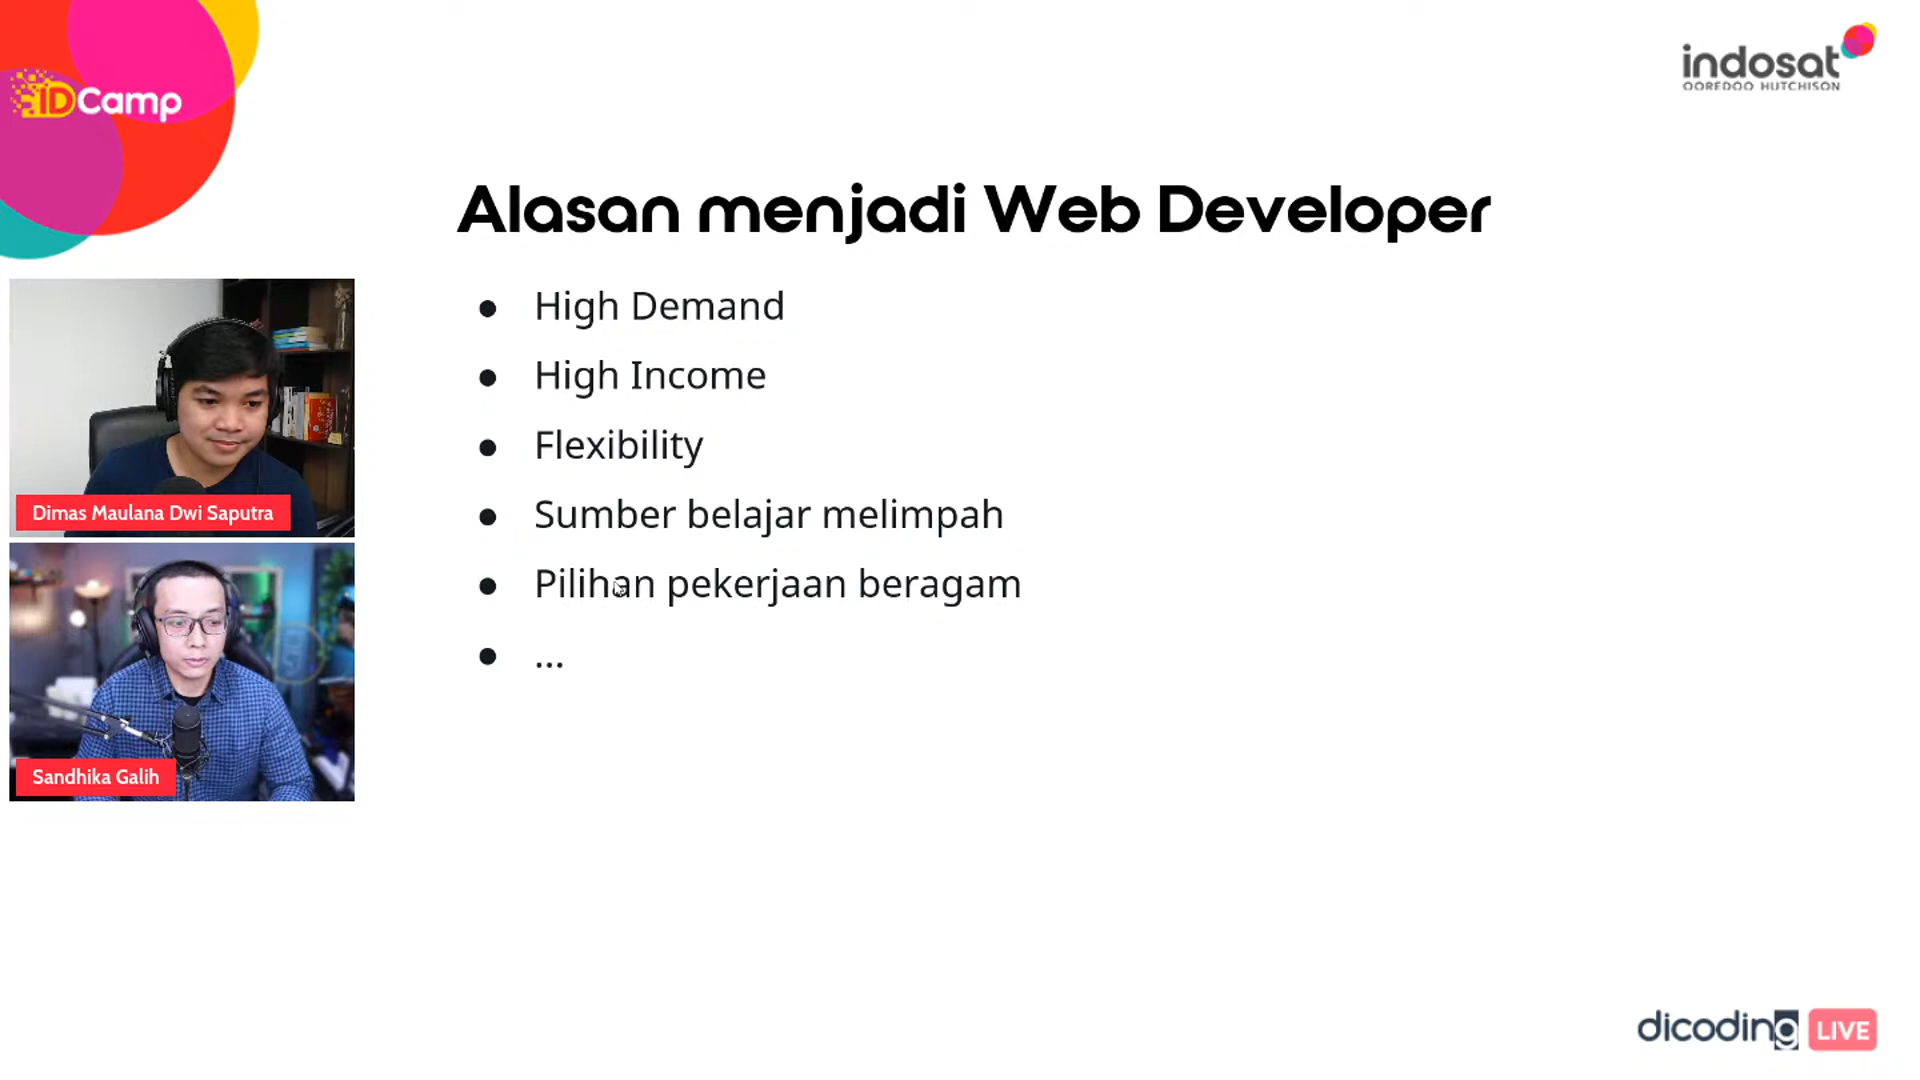 IDCamp
indosat
OOREDOO HUTCHISON
Alasan menjadi Web Developer
● High Demand
● High Income
● Flexibility
● Sumber belajar melimpah
● Pilihan pekerjaan beragam
● ...
Dimas Maulana Dwi Saputra
Sandhika Galih
dicoding LIVE